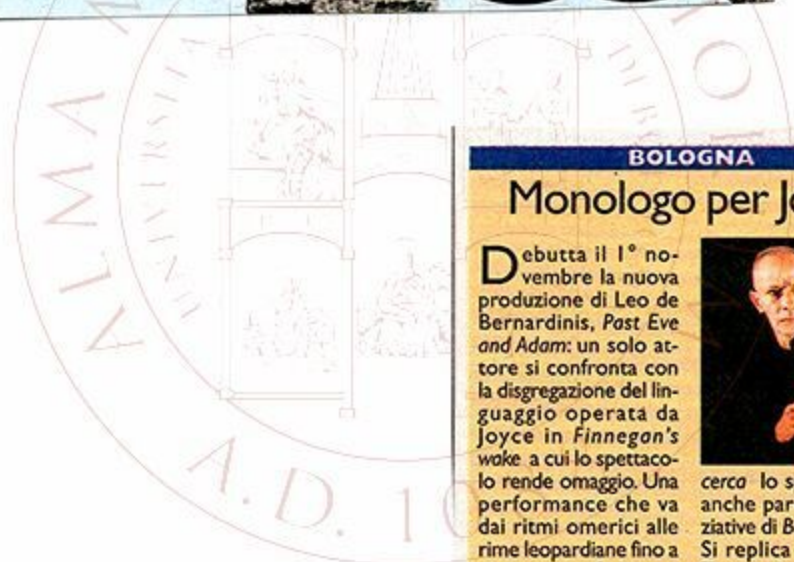 ALMA
A.D. 10
BOLOGNA
Monologo per
Debutta il 1° no-
vembre la nuova
produzione di Leo de
Bernardinis, Past Eve
and Adam: un solo at-
tore si confronta con
la disgregazione del lin-
guaggio operata da
Joyce in Finnegan's
wake a cui lo spettaco-
lo rende omaggio. Una
performance che va
dai ritmi omerici alle
rime leopardiane fino a
cerca lo
anche
ziative di
Si replica